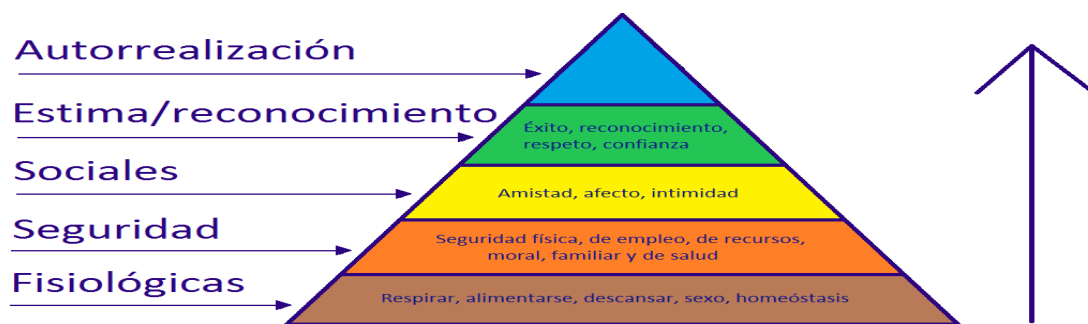 Autorrealización
Estima/reconocimiento
Éxito, reconocimiento,
respeto, confianza
Sociales
Amistad, afecto, intimidad
Seguridad
Seguridad física, de empleo, de recursos,
moral, familiar y de salud
Fisiológicas
Respirar, alimentarse, descansar, sexo, homeóstasis